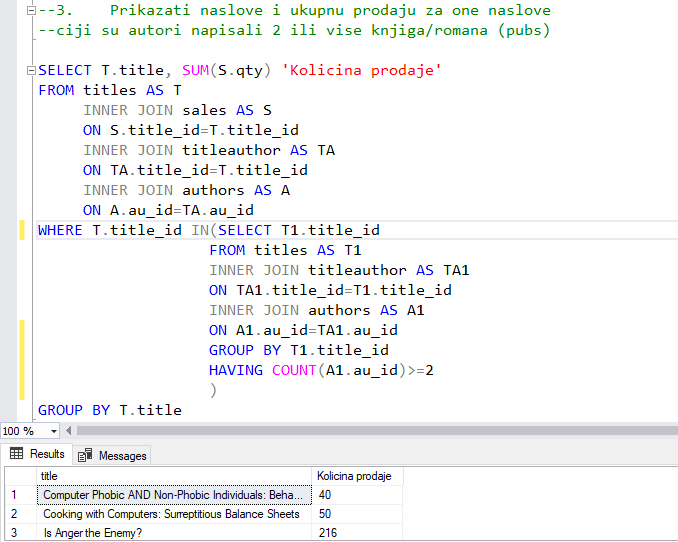 --3. Prikazati naslove i ukupnu prodaju za one naslove
--ciji su autori napisali 2 ili vise knjiga/romana (pubs)
SELECT T.title, SUM(S.qty) 'Kolicina prodaje'
FROM titles AS T
INNER JOIN sales AS S
ON S.title_id=T.title_id
INNER JOIN titleauthor AS TA
ON TA.title_id=T.title_id
INNER JOIN authors AS A
ON A.au_id=TA.au_id
WHERE T.title_id IN(SELECT T1.title_id
FROM titles AS T1
INNER JOIN titleauthor AS TA1
ON TA1.title_id=T1.title_id
INNER JOIN authors AS A1
ON A1.au_id=TA1.au_id
GROUP BY T1.title_id
HAVING COUNT(A1.au_id)>=2
)
GROUP BY T.title
100 %
Results Messages
title Kolicina prodaje
1 Computer Phobic AND Non-Phobic Individuals: Beha... 40
2 Cooking with Computers: Surreptitious Balance Sheets 50
3 Is Anger the Enemy? 216